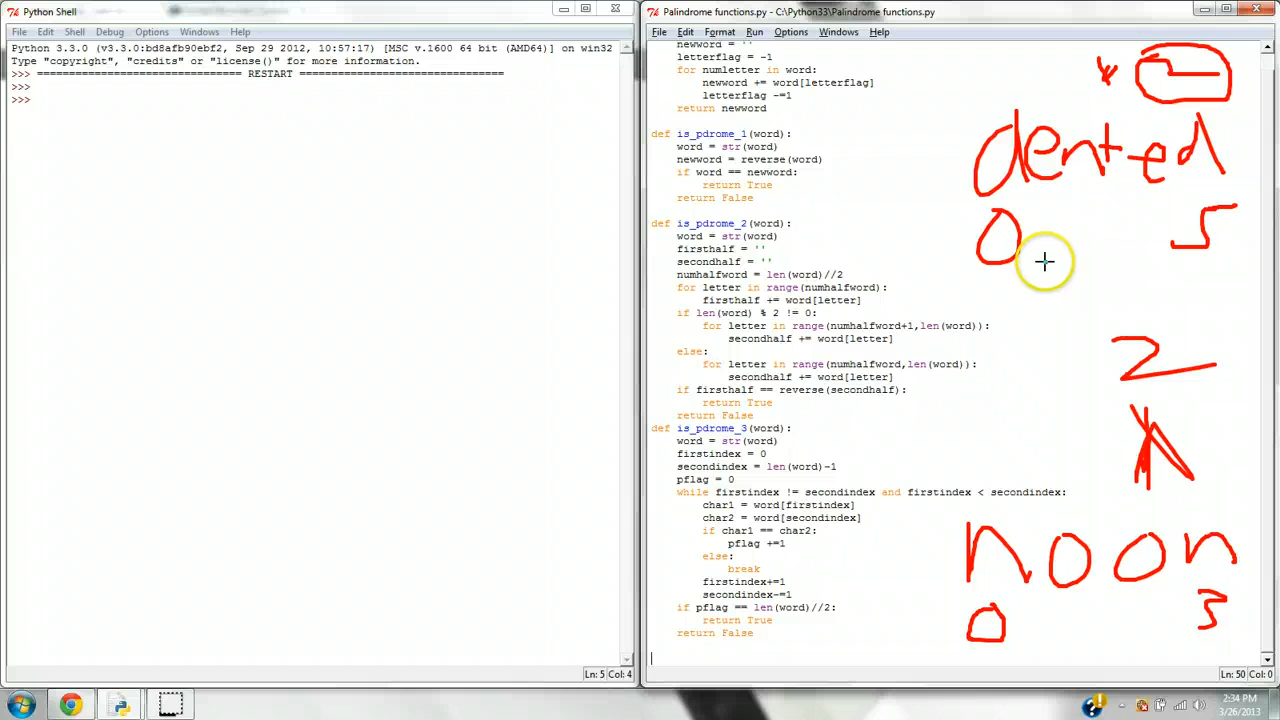 Python Shell
File Edit Shell Debug Options Windows Help
Python 3.3.0 (v3.3.0:bd8afb90ebf2, Sep 29 2012, 10:57:17) [MSC v.1600 64 bit (AMD64)] on win32
Type "copyright", "credits" or "license()" for more information.
>>> ================================ RESTART ================================
>>>
>>>
Ln: 5 Col: 4
Palindrome functions.py - C:\Python33\Palindrome functions.py
File Edit Format Run Options Windows Help
newword = ''
letterflag = -1
for numletter in word:
newword += word[letterflag]
letterflag -=1
return newword
def is_pdrome_1(word):
word = str(word)
newword = reverse(word)
if word == newword:
return True
return False
def is_pdrome_2(word):
word = str(word)
firsthalf = ''
secondhalf = ''
numhalfword = len(word)//2
for letter in range(numhalfword):
firsthalf += word[letter]
if len(word) % 2 != 0:
for letter in range(numhalfword+1,len(word)):
secondhalf += word[letter]
else:
for letter in range(numhalfword,len(word)):
secondhalf += word[letter]
if firsthalf == reverse(secondhalf):
return True
return False
def is_pdrome_3(word):
word = str(word)
firstindex = 0
secondindex = len(word)-1
pflag = 0
while firstindex != secondindex and firstindex < secondindex:
char1 = word[firstindex]
char2 = word[secondindex]
if char1 == char2:
pflag +=1
else:
break
firstindex+=1
secondindex-=1
if pflag == len(word)//2:
return True
return False
dented
0 5
2
noon
0 3
Ln: 50 Col: 0
2:34 PM
3/26/2013